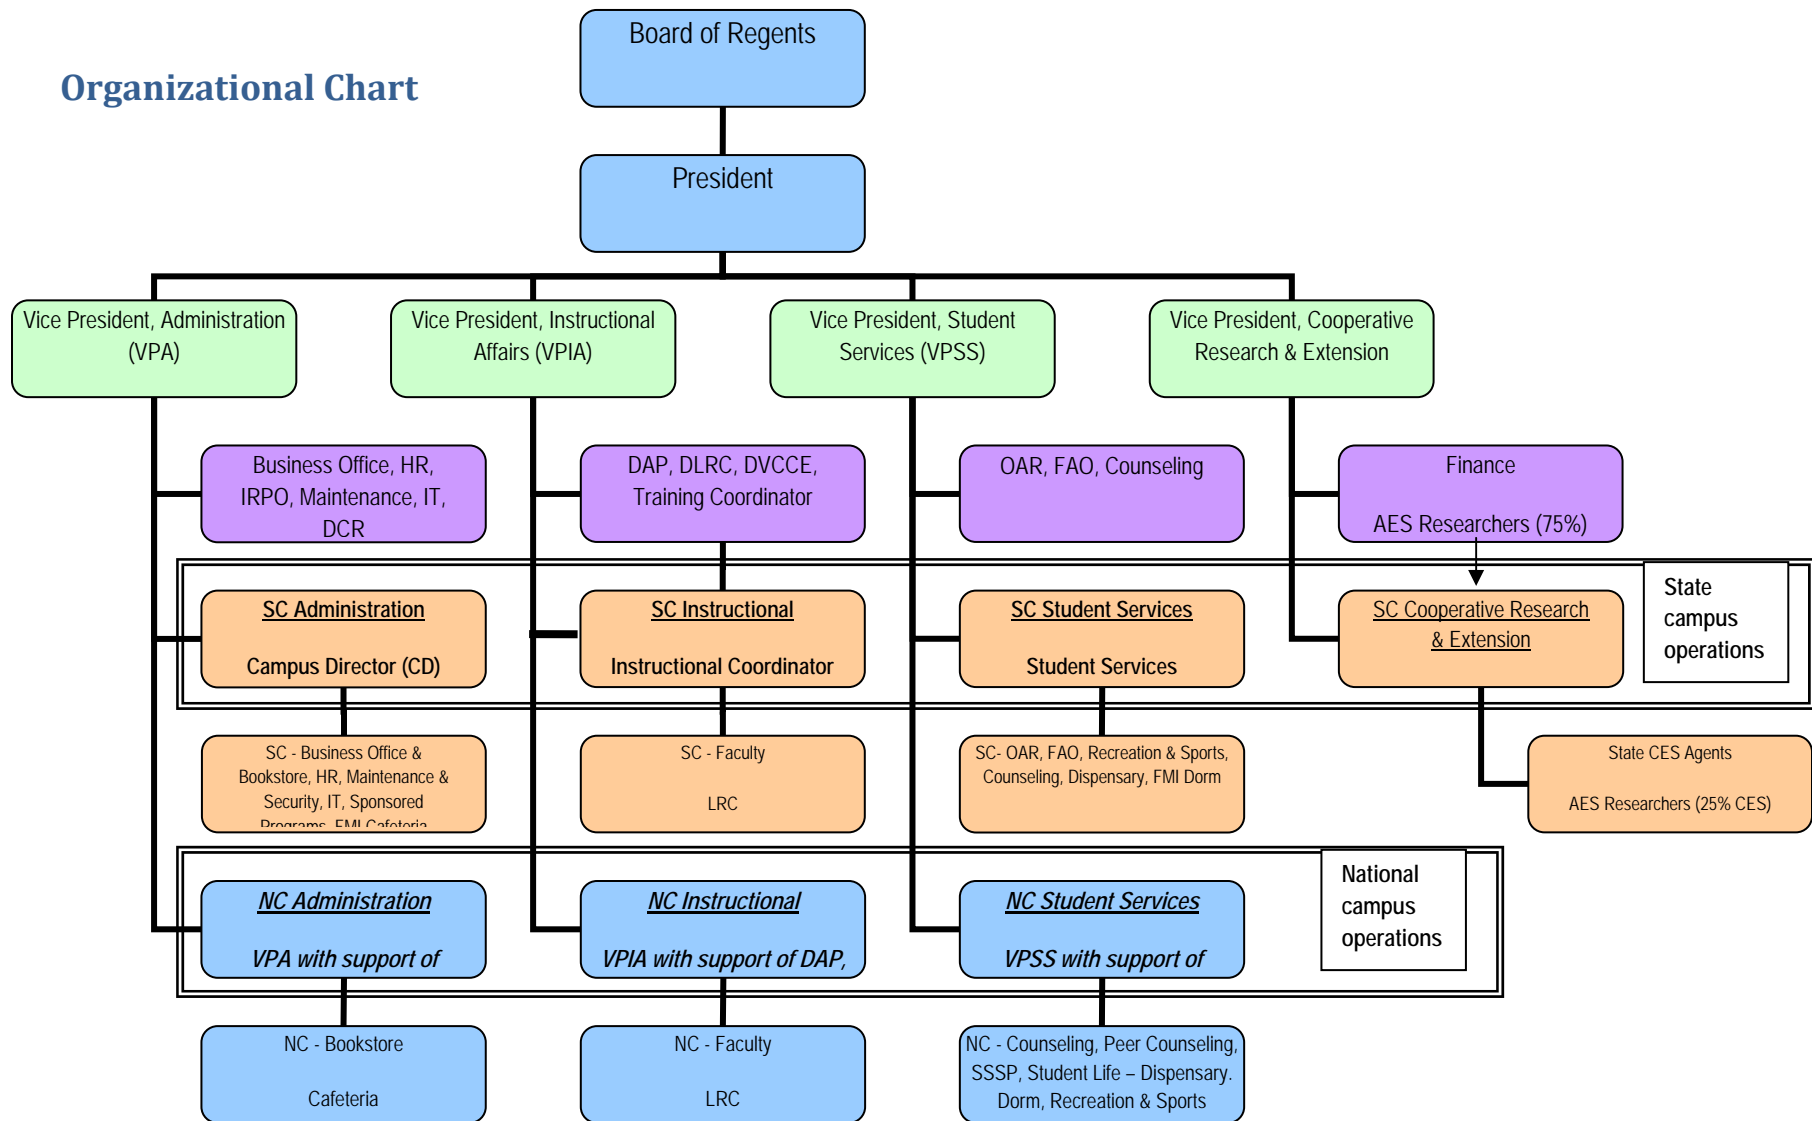 Board of Regents
Organizational Chart
President
Vice President, Administration
(VPA)
Vice President, Instructional
Affairs (VPIA)
Vice President, Student
Services (VPSS)
Vice President, Cooperative
Research & Extension
Business Office, HR,
IRPO, Maintenance, IT,
DCR
DAP, DLRC, DVCCE,
Training Coordinator
OAR, FAO, Counseling
Finance
AES Researchers (75%)
SC Administration
Campus Director (CD)
SC Instructional
Instructional Coordinator
SC Student Services
Student Services
SC Cooperative Research
& Extension
State
campus
operations
SC - Business Office &
Bookstore, HR, Maintenance &
Security, IT, Sponsored
Programs, FMI Cafeteria
SC - Faculty
LRC
SC- OAR, FAO, Recreation & Sports,
Counseling, Dispensary, FMI Dorm
State CES Agents
AES Researchers (25% CES)
NC Administration
VPA with support of
NC Instructional
VPIA with support of DAP,
NC Student Services
VPSS with support of
National
campus
operations
NC - Bookstore
Cafeteria
NC - Faculty
LRC
NC - Counseling, Peer Counseling,
SSSP, Student Life – Dispensary.
Dorm, Recreation & Sports